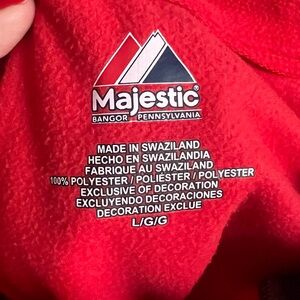 Majestic®
BANGOR PENNSYLVANIA
MADE IN SWAZILAND
HECHO EN SWAZILANDIA
FABRIQUE AU SWAZILAND
100% POLYESTER / POLIÉSTER / POLYESTER
EXCLUSIVE OF DECORATION
EXCLUYENDO DECORACIONES
DECORATION EXCLUE
L/G/G